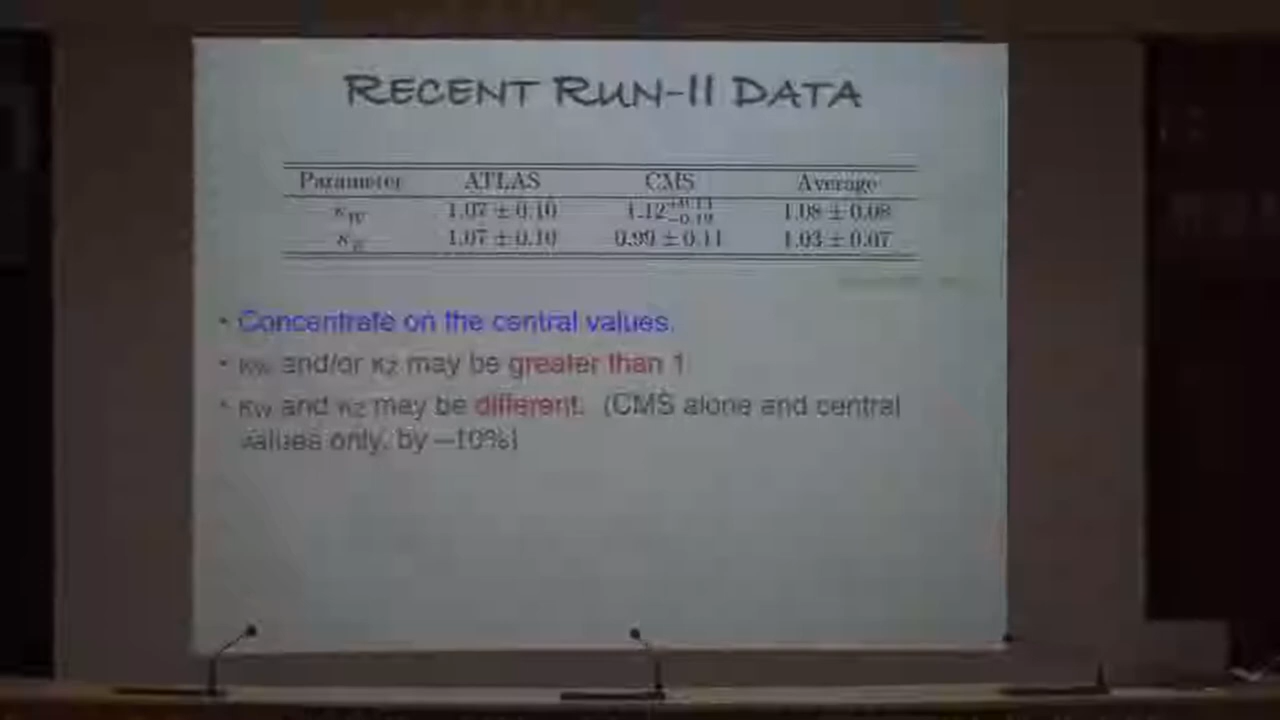 RECENT RUN-II DATA
Parameter ATLAS CMS Average
κW 1.07 ± 0.10 1.08 ± 0.08
κZ 1.07 ± 0.10 0.99 ± 0.11 1.03 ± 0.07
• Concentrate on the central values.
• κW and/or κZ may be greater than 1.
• κW and κZ may be different. (CMS alone and central
values only, by ~10%)